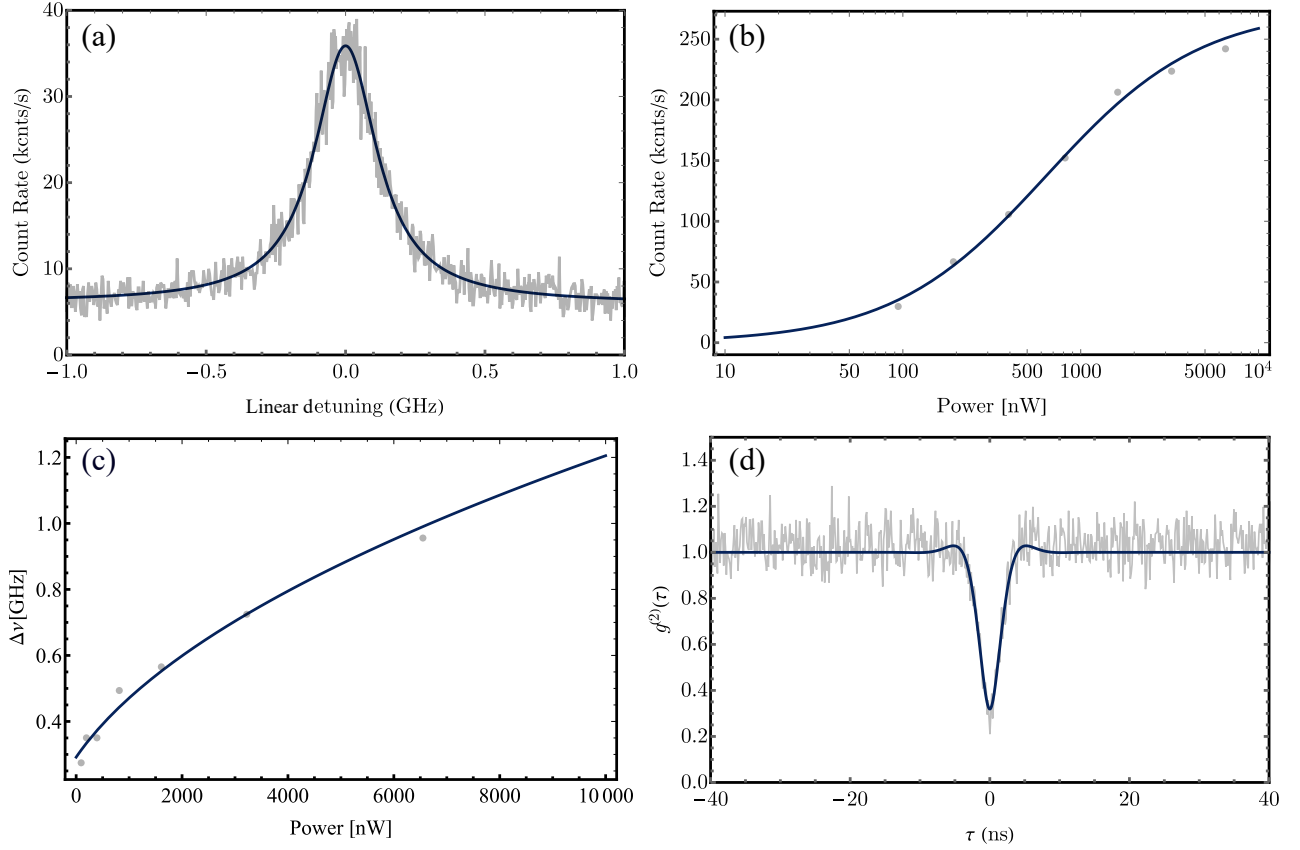 (a)
Count Rate (kcnts/s)
40
30
20
10
0
−1.0 −0.5 0.0 0.5 1.0
Linear detuning (GHz)
(b)
Count Rate (kcnts/s)
250
200
150
100
50
0
10 50 100 500 1000 5000 10⁴
Power [nW]
(c)
Δν[GHz]
1.2
1.0
0.8
0.6
0.4
0 2000 4000 6000 8000 10 000
Power [nW]
(d)
g⁽²⁾(τ)
1.4
1.2
1.0
0.8
0.6
0.4
0.2
0.0
−40 −20 0 20 40
τ (ns)